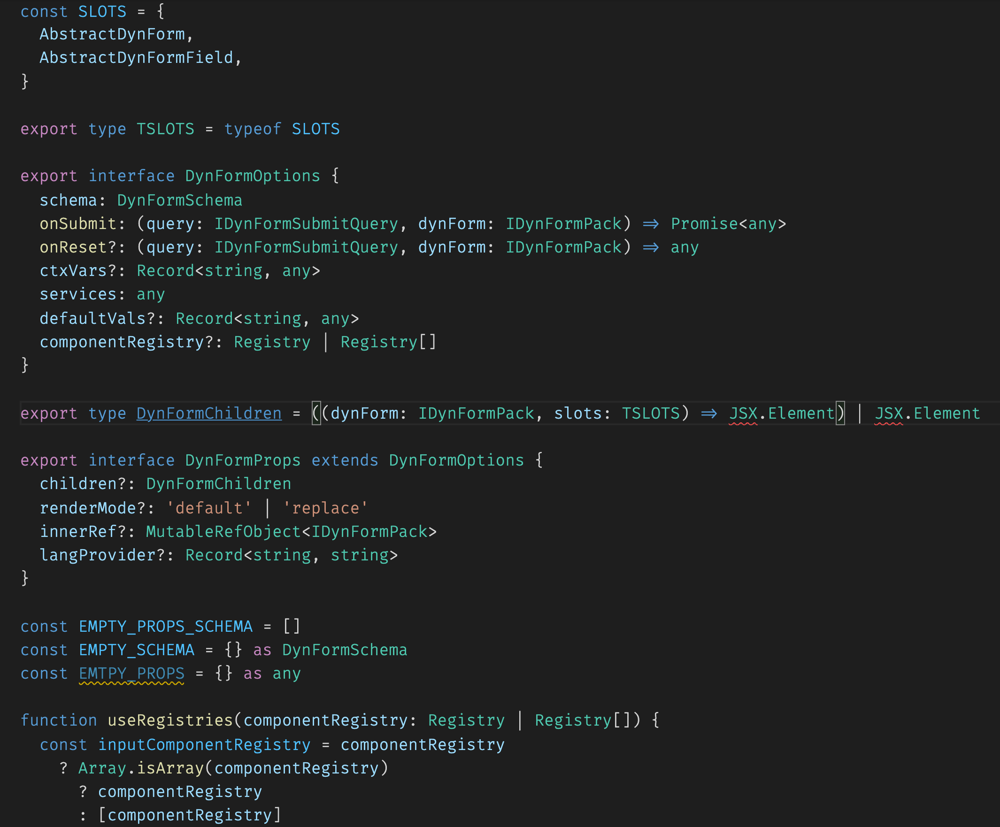 const SLOTS = {
  AbstractDynForm,
  AbstractDynFormField,
}

export type TSLOTS = typeof SLOTS

export interface DynFormOptions {
  schema: DynFormSchema
  onSubmit: (query: IDynFormSubmitQuery, dynForm: IDynFormPack) => Promise<any>
  onReset?: (query: IDynFormSubmitQuery, dynForm: IDynFormPack) => any
  ctxVars?: Record<string, any>
  services: any
  defaultVals?: Record<string, any>
  componentRegistry?: Registry | Registry[]
}

export type DynFormChildren = ((dynForm: IDynFormPack, slots: TSLOTS) => JSX.Element) | JSX.Element

export interface DynFormProps extends DynFormOptions {
  children?: DynFormChildren
  renderMode?: 'default' | 'replace'
  innerRef?: MutableRefObject<IDynFormPack>
  langProvider?: Record<string, string>
}

const EMPTY_PROPS_SCHEMA = []
const EMPTY_SCHEMA = {} as DynFormSchema
const EMTPY_PROPS = {} as any

function useRegistries(componentRegistry: Registry | Registry[]) {
  const inputComponentRegistry = componentRegistry
    ? Array.isArray(componentRegistry)
      ? componentRegistry
      : [componentRegistry]